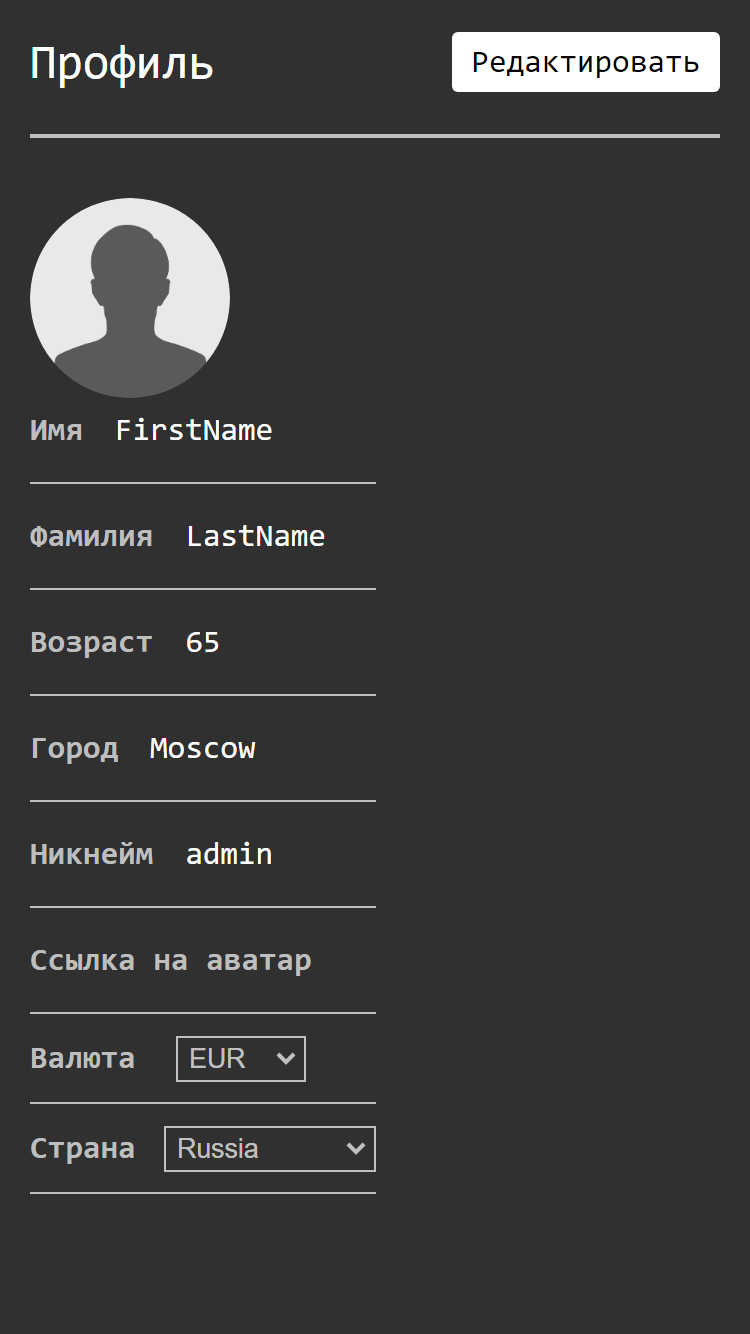 Профиль Редактировать
Имя FirstName
Фамилия LastName
Возраст 65
Город Moscow
Никнейм admin
Ссылка на аватар
Валюта EUR
Страна Russia